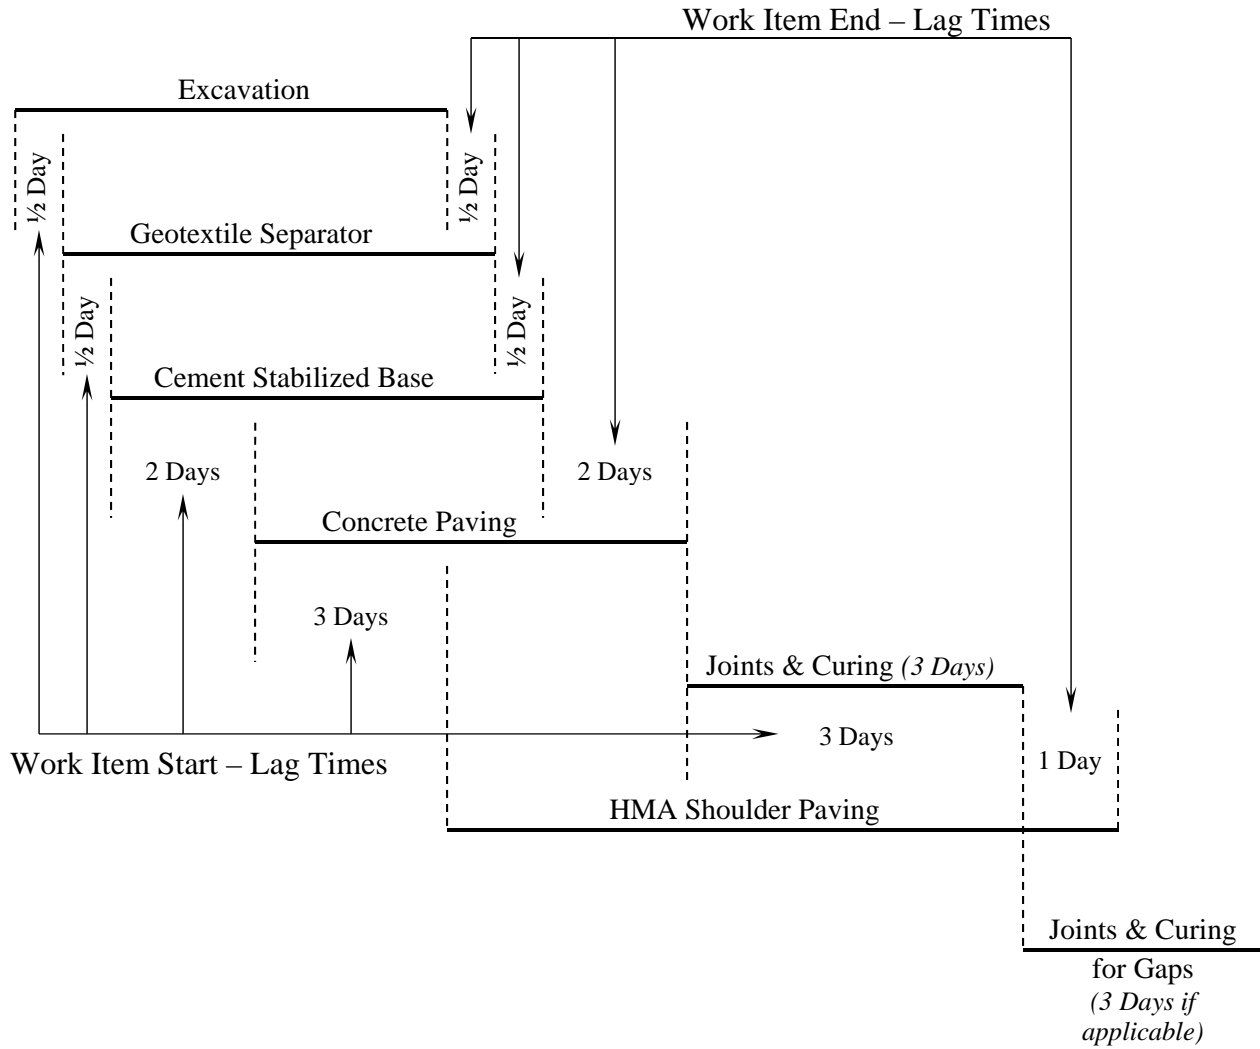 Work Item End – Lag Times
Excavation
½ Day
½ Day
Geotextile Separator
½ Day
½ Day
Cement Stabilized Base
2 Days
2 Days
Concrete Paving
3 Days
Joints & Curing (3 Days)
3 Days
Work Item Start – Lag Times
1 Day
HMA Shoulder Paving
Joints & Curing
for Gaps
(3 Days if
applicable)